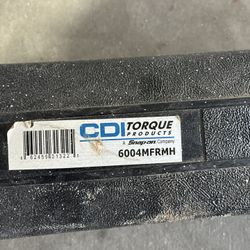 CDI TORQUE
PRODUCTS
A Snap-on Company
6004MFRMH